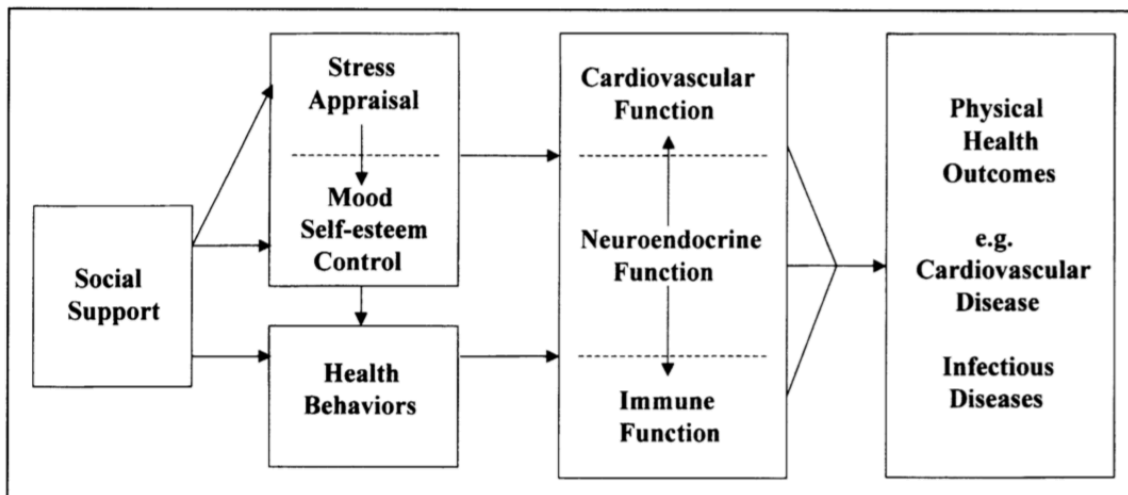 Social
Support
Stress
Appraisal
Mood
Self-esteem
Control
Health
Behaviors
Cardiovascular
Function
Neuroendocrine
Function
Immune
Function
Physical
Health
Outcomes
e.g.
Cardiovascular
Disease
Infectious
Diseases